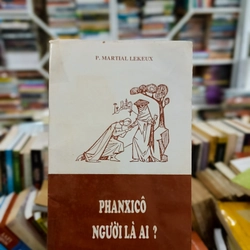 P. MARTIAL LEKEUX
PHANXICÔ
NGƯỜI LÀ AI ?